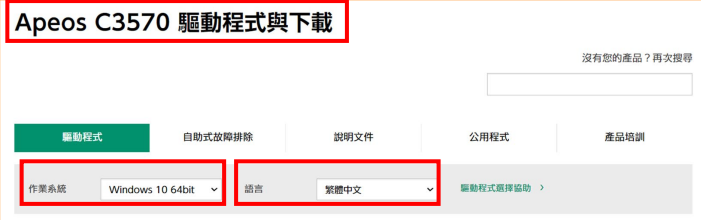 Apeos C3570 驅動程式與下載
沒有您的產品？再次搜尋
驅動程式 自助式故障排除 說明文件 公用程式 產品培訓
作業系統 Windows 10 64bit 語言 繁體中文 驅動程式選擇協助 >